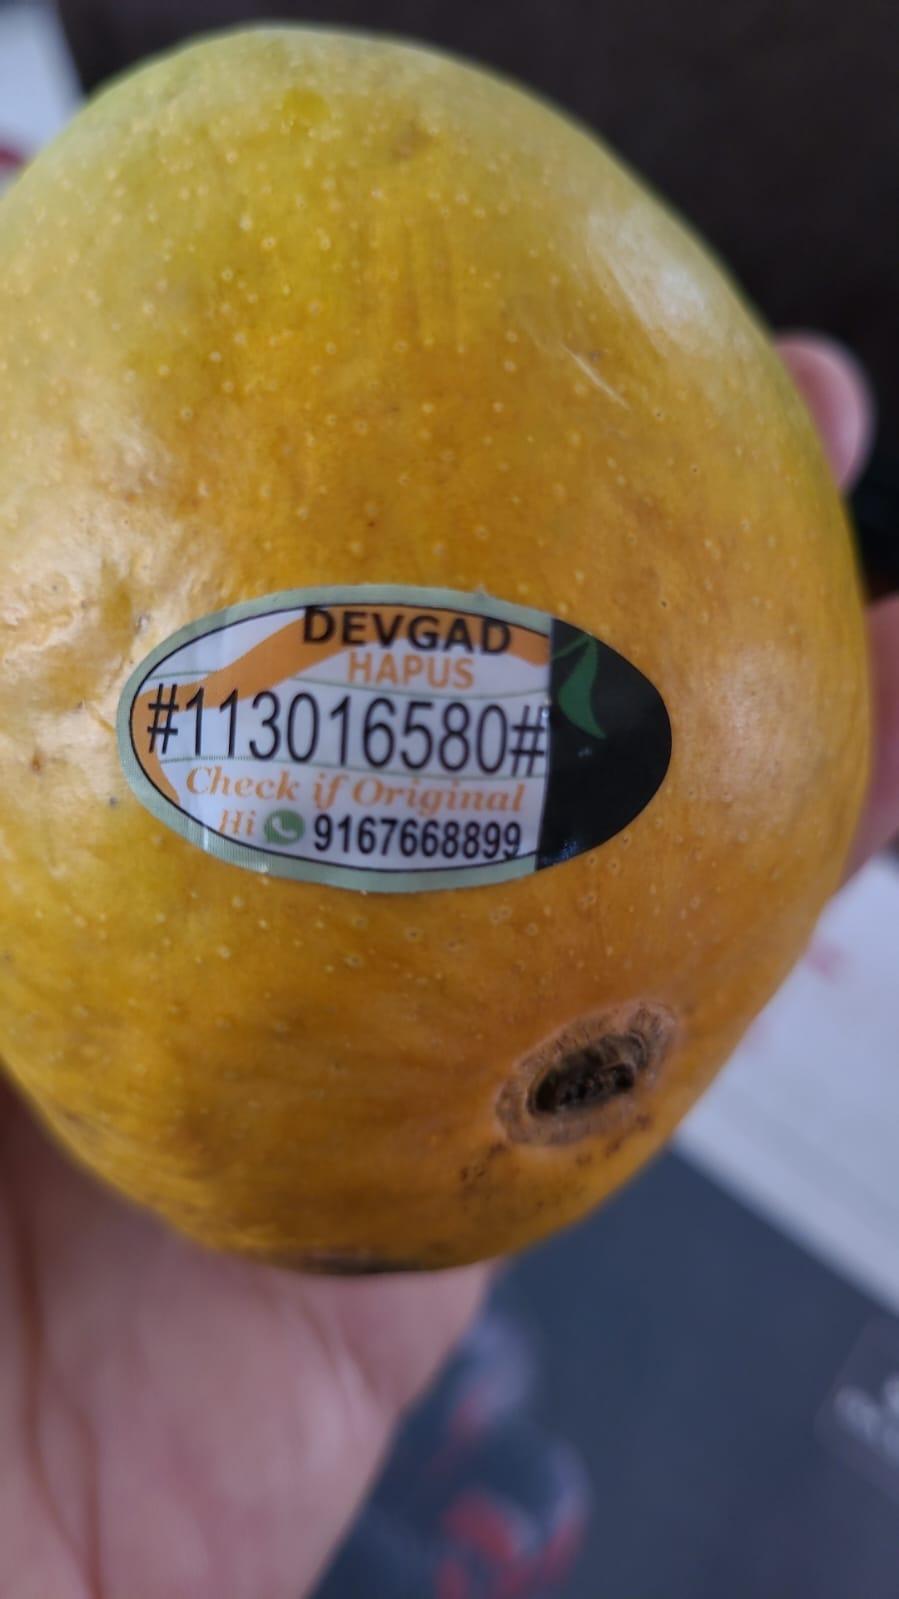 DEVGAD
HAPUS
#113016580#
Check if Original
Hi 9167668899